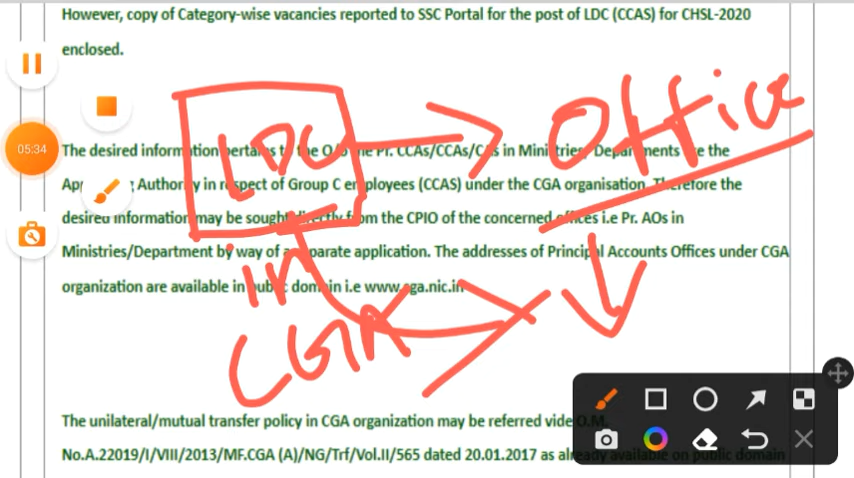 However, copy of Category-wise vacancies reported to SSC Portal for the post of LDC (CCAS) for CHSL-2020
enclosed.
LDC Office
05:34
The desired information pertains to the O/o the Pr. CCAs/CCAs/CAs in Ministries/Departments are the
Authority in respect of Group C employees (CCAS) under the CGA organisation. Therefore the
desired information may be sought directly from the CPIO of the concerned offices i.e Pr. AOs in
Ministries/Department by way of a separate application. The addresses of Principal Accounts Offices under CGA
organization are available in public domain i.e www.cga.nic.in
in
CGA
The unilateral/mutual transfer policy in CGA organization may be referred vide O.M.
No.A.22019/I/VIII/2013/MF.CGA (A)/NG/Trf/Vol.II/565 dated 20.01.2017 as already available on public domain